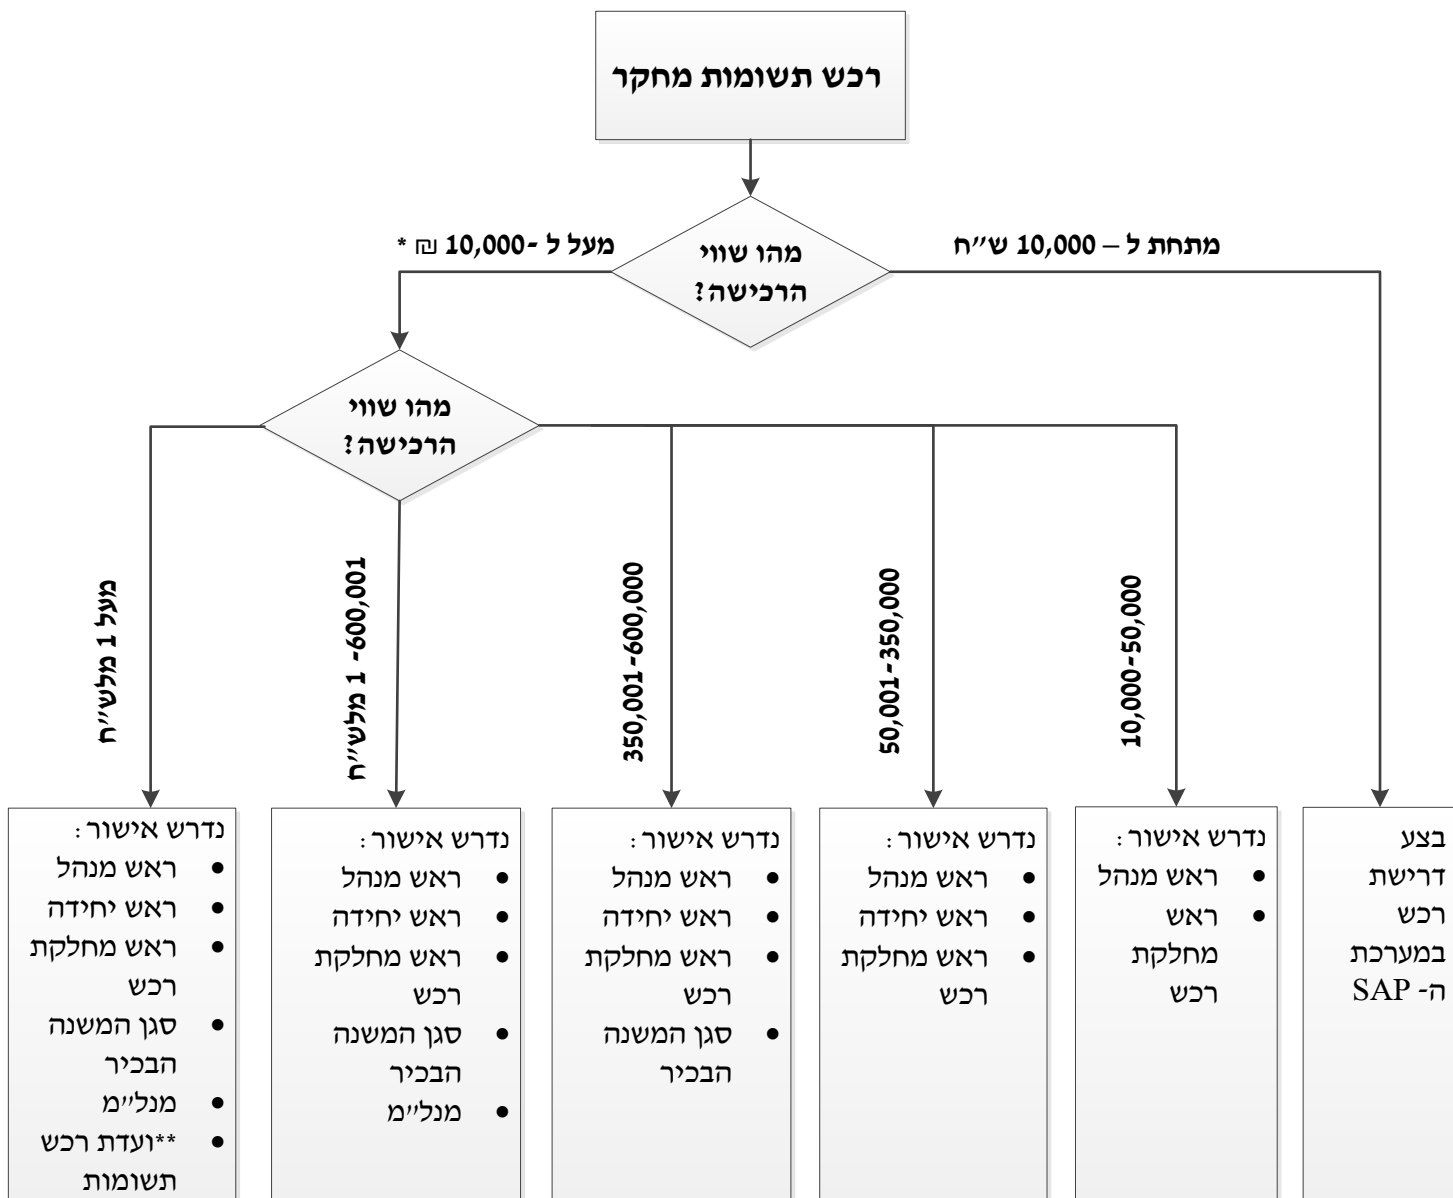 רכש תשומות מחקר
מהו שווי
הרכישה?
מתחת ל – 10,000 ש״ח
מעל ל -10,000 ₪ *
מהו שווי
הרכישה?
10,000-50,000
50,001-350,000
350,001-600,000
600,001- 1 מלש״ח
מעל 1 מלש״ח
בצע
דרישת
רכש
במערכת
ה- SAP
נדרש אישור:
• ראש מנהל
• ראש
מחלקת
רכש
נדרש אישור:
• ראש מנהל
• ראש יחידה
• ראש מחלקת
רכש
נדרש אישור:
• ראש מנהל
• ראש יחידה
• ראש מחלקת
רכש
• סגן המשנה
הבכיר
נדרש אישור:
• ראש מנהל
• ראש יחידה
• ראש מחלקת
רכש
• סגן המשנה
הבכיר
• מנל״מ
נדרש אישור:
• ראש מנהל
• ראש יחידה
• ראש מחלקת
רכש
• סגן המשנה
הבכיר
• מנל״מ
• **ועדת רכש
תשומות